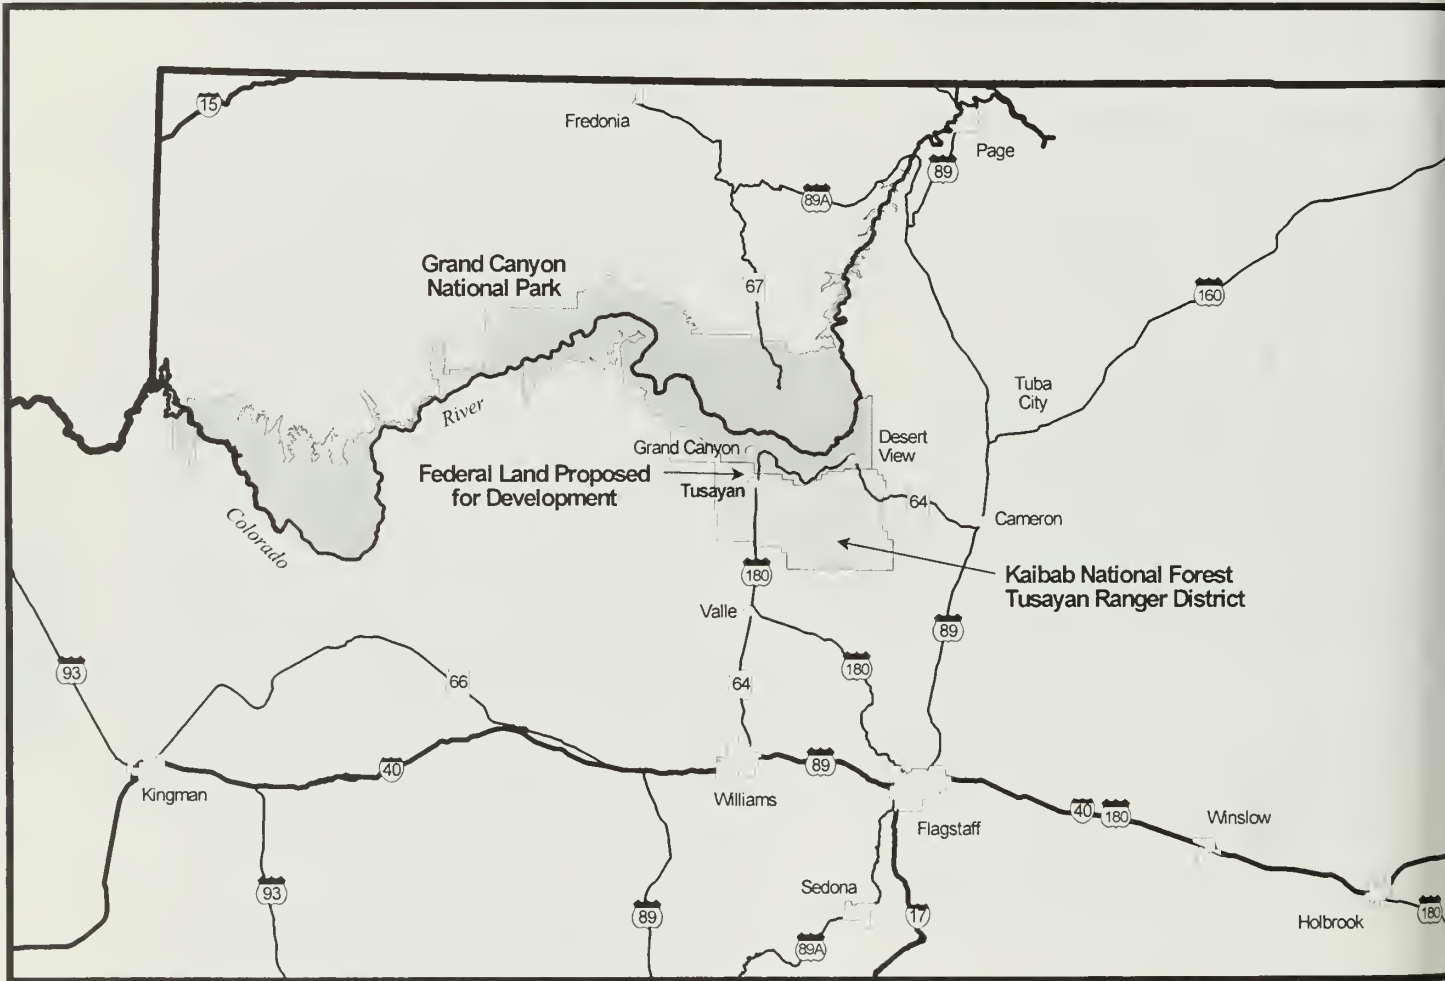 15
Fredonia
Page
89
89A
Grand Canyon
National Park
67
160
Tuba
City
River
Grand Canyon
Desert
View
Federal Land Proposed
for Development
Tusayan
64
Cameron
Colorado
180
Kaibab National Forest
Tusayan Ranger District
Valle
89
93
66
64
180
40
Kingman
89
Williams
Flagstaff
40
180
Winslow
Sedona
93
89
17
89A
Holbrook
180